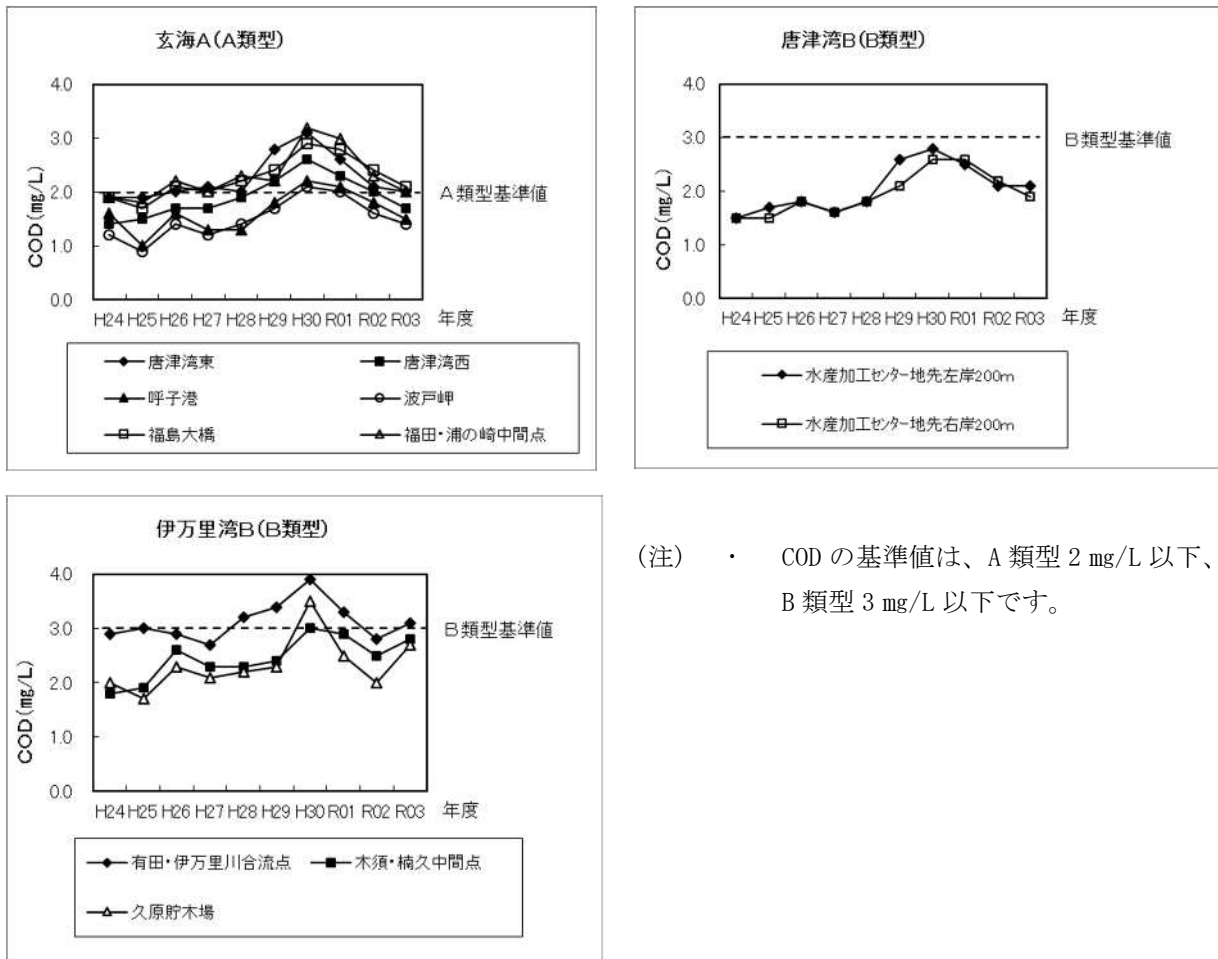 玄海A(A類型)
COD(mg/L)
4.0
3.0
2.0
1.0
0.0
A類型基準値
H24 H25 H26 H27 H28 H29 H30 R01 R02 R03 年度
唐津湾東 唐津湾西
呼子港 波戸岬
福島大橋 福田・浦の崎中間点
唐津湾B(B類型)
COD(mg/L)
4.0
3.0
2.0
1.0
0.0
B類型基準値
H24 H25 H26 H27 H28 H29 H30 R01 R02 R03 年度
水産加工センター地先左岸200m
水産加工センター地先右岸200m
伊万里湾B(B類型)
COD(mg/L)
4.0
3.0
2.0
1.0
0.0
B類型基準値
H24 H25 H26 H27 H28 H29 H30 R01 R02 R03 年度
有田・伊万里川合流点 木須・楠久中間点
久原貯木場
(注) ・ COD の基準値は、A 類型 2 mg/L 以下、
B 類型 3 mg/L 以下です。